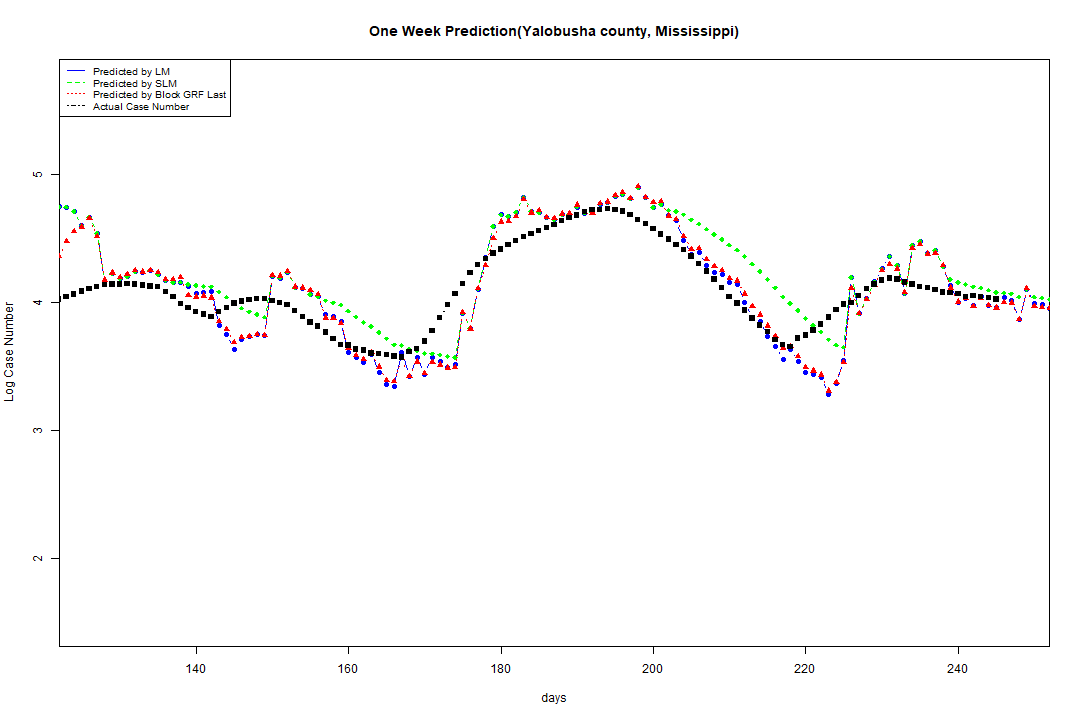 One Week Prediction(Yalobusha county, Mississippi)
Predicted by LM
Predicted by SLM
Predicted by Block GRF Last
Actual Case Number
5
4
3
2
Log Case Number
140 160 180 200 220 240
days